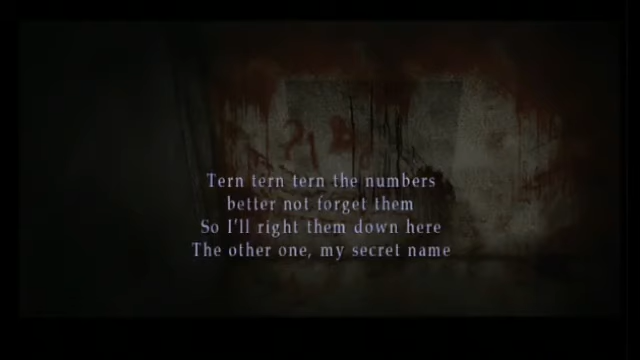 Tern tern tern the numbers
better not forget them
So I'll right them down here
The other one, my secret name